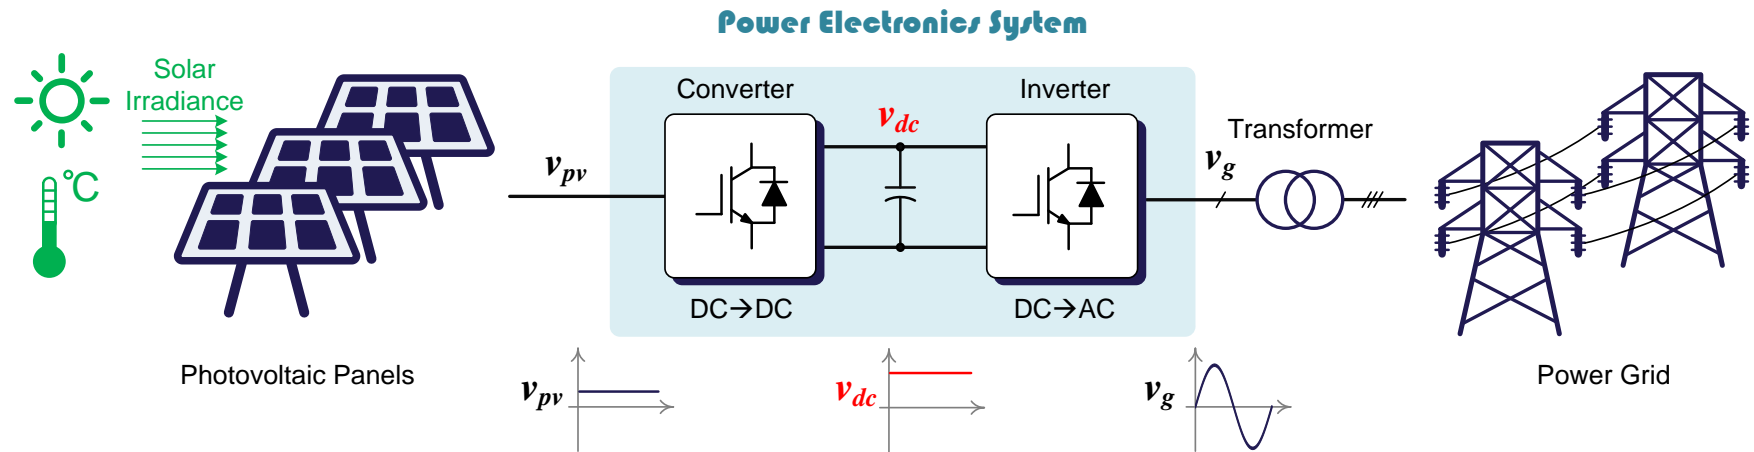 Power Electronics System
Solar
Irradiance
°C
Photovoltaic Panels
v_pv
Converter
DC→DC
v_dc
Inverter
DC→AC
v_g
Transformer
Power Grid
v_pv
v_dc
v_g